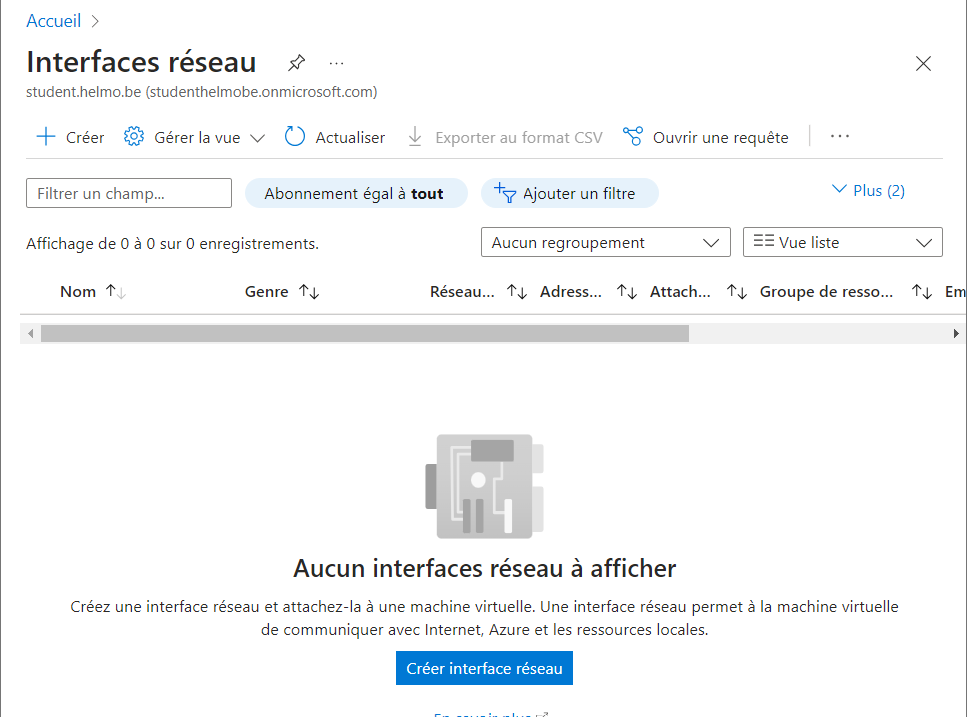 Accueil
Interfaces réseau ...
student.helmo.be (studenthelmobe.onmicrosoft.com)
Créer Gérer la vue Actualiser Exporter au format CSV Ouvrir une requête ...
Filtrer un champ... Abonnement égal à tout Ajouter un filtre Plus (2)
Affichage de 0 à 0 sur 0 enregistrements. Aucun regroupement Vue liste
Nom Genre Réseau... Adress... Attach... Groupe de resso... Em
Aucun interfaces réseau à afficher
Créez une interface réseau et attachez-la à une machine virtuelle. Une interface réseau permet à la machine virtuelle
de communiquer avec Internet, Azure et les ressources locales.
Créer interface réseau
En savoir plus